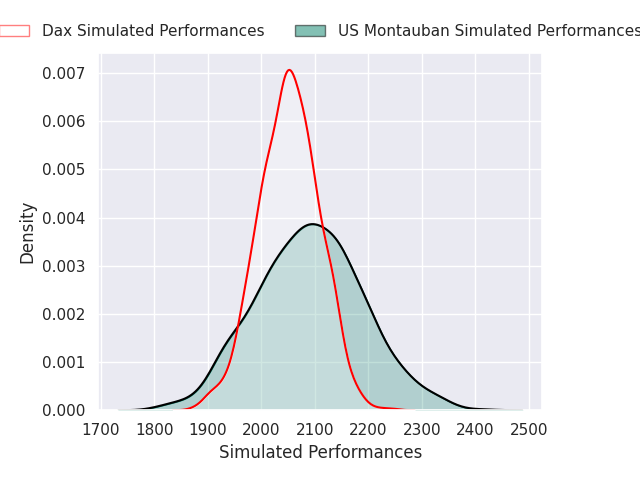 Dax Simulated Performances US Montauban Simulated Performances
0.007
0.006
0.005
0.004
0.003
0.002
0.001
0.000
Density
1700 1800 1900 2000 2100 2200 2300 2400 2500
Simulated Performances